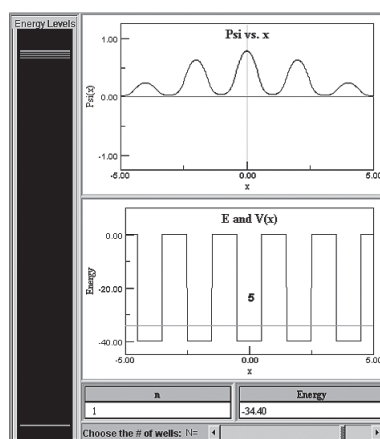 Energy Levels
Psi vs. x
1.00
Psi(x)
0.00
-1.00
-5.00 0.00 5.00
x
E and V(x)
0.00
Energy
-20.00
5
-40.00
-5.00 0.00 5.00
x
n Energy
1 -34.40
Choose the # of wells: N=